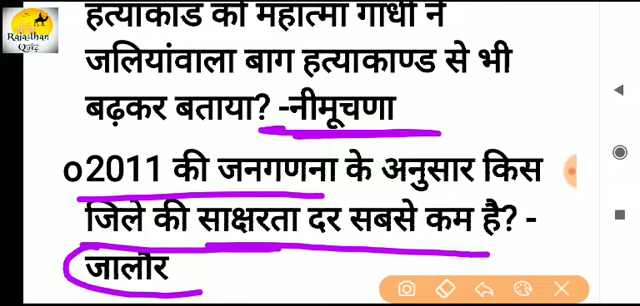 Rajasthan
Quiz
हत्याकांड को महात्मा गांधी ने
जलियांवाला बाग हत्याकाण्ड से भी
बढ़कर बताया? -नीमूचणा
o2011 की जनगणना के अनुसार किस
जिले की साक्षरता दर सबसे कम है? -
जालौर